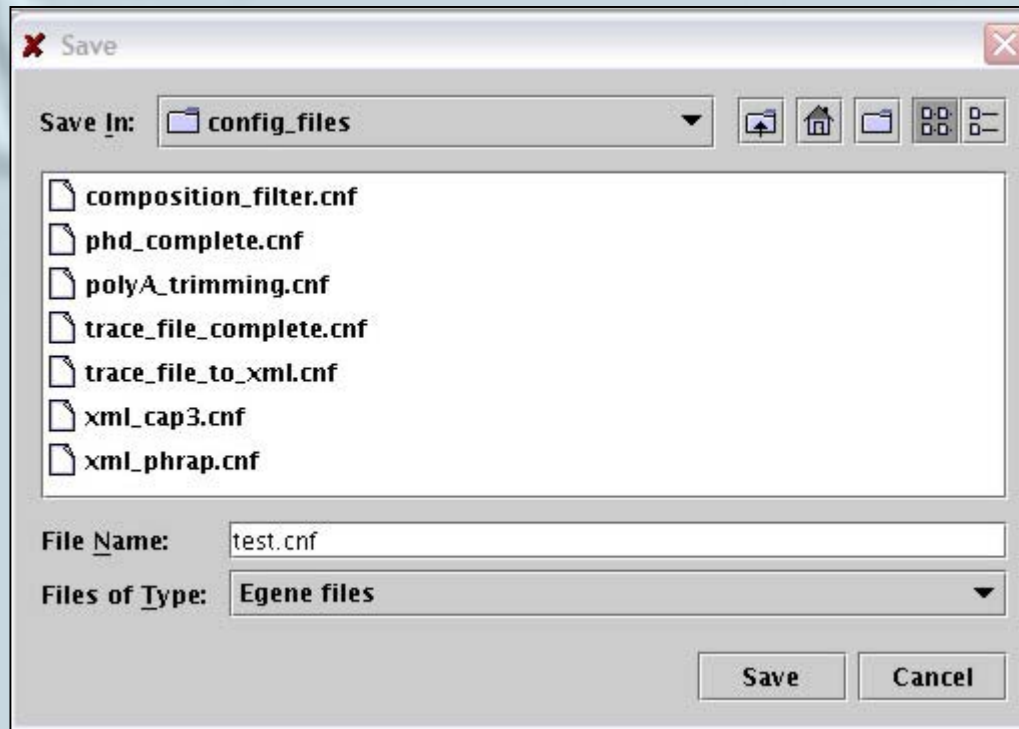 Save
Save In: config_files
composition_filter.cnf
phd_complete.cnf
polyA_trimming.cnf
trace_file_complete.cnf
trace_file_to_xml.cnf
xml_cap3.cnf
xml_phrap.cnf
File Name: test.cnf
Files of Type: Egene files
Save Cancel